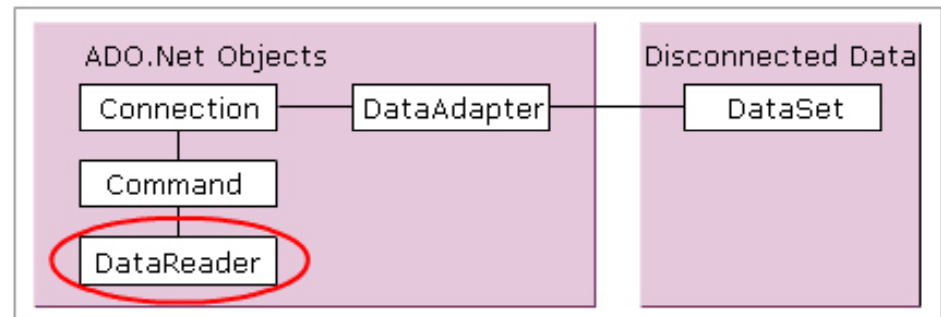 ADO.Net Objects
Disconnected Data
Connection
DataAdapter
DataSet
Command
DataReader